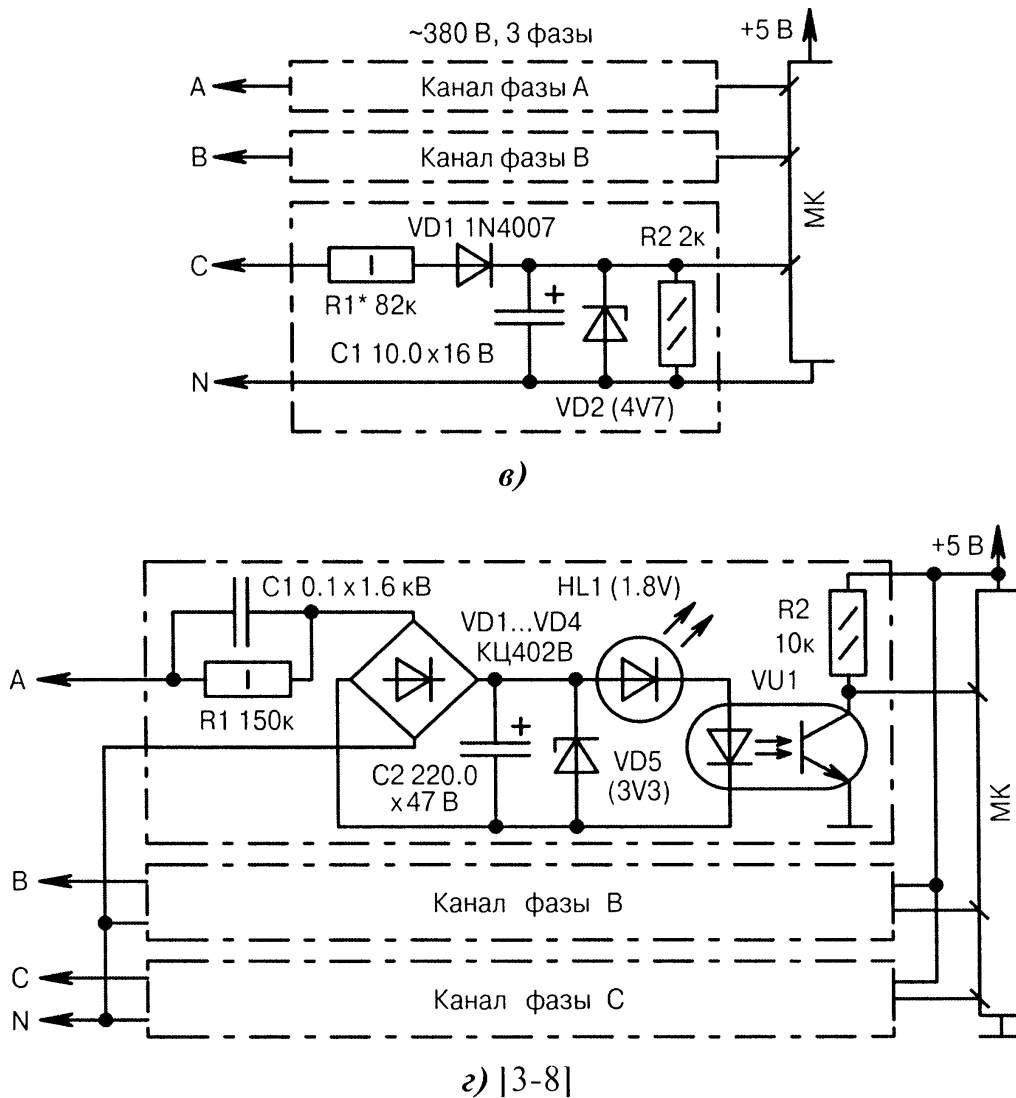 ~380 В, 3 фазы
+5 В
A
Канал фазы A
B
Канал фазы B
МК
VD1 1N4007
R2 2к
C
R1* 82к
+
C1 10.0 x 16 В
N
VD2 (4V7)
в)
+5 В
C1 0.1 x 1.6 кВ
HL1 (1.8V)
R2
10к
VD1...VD4
КЦ402В
A
R1 150к
VU1
+
C2 220.0
x 47 В
VD5
(3V3)
МК
B
Канал фазы B
C
Канал фазы C
N
г) |3-8|